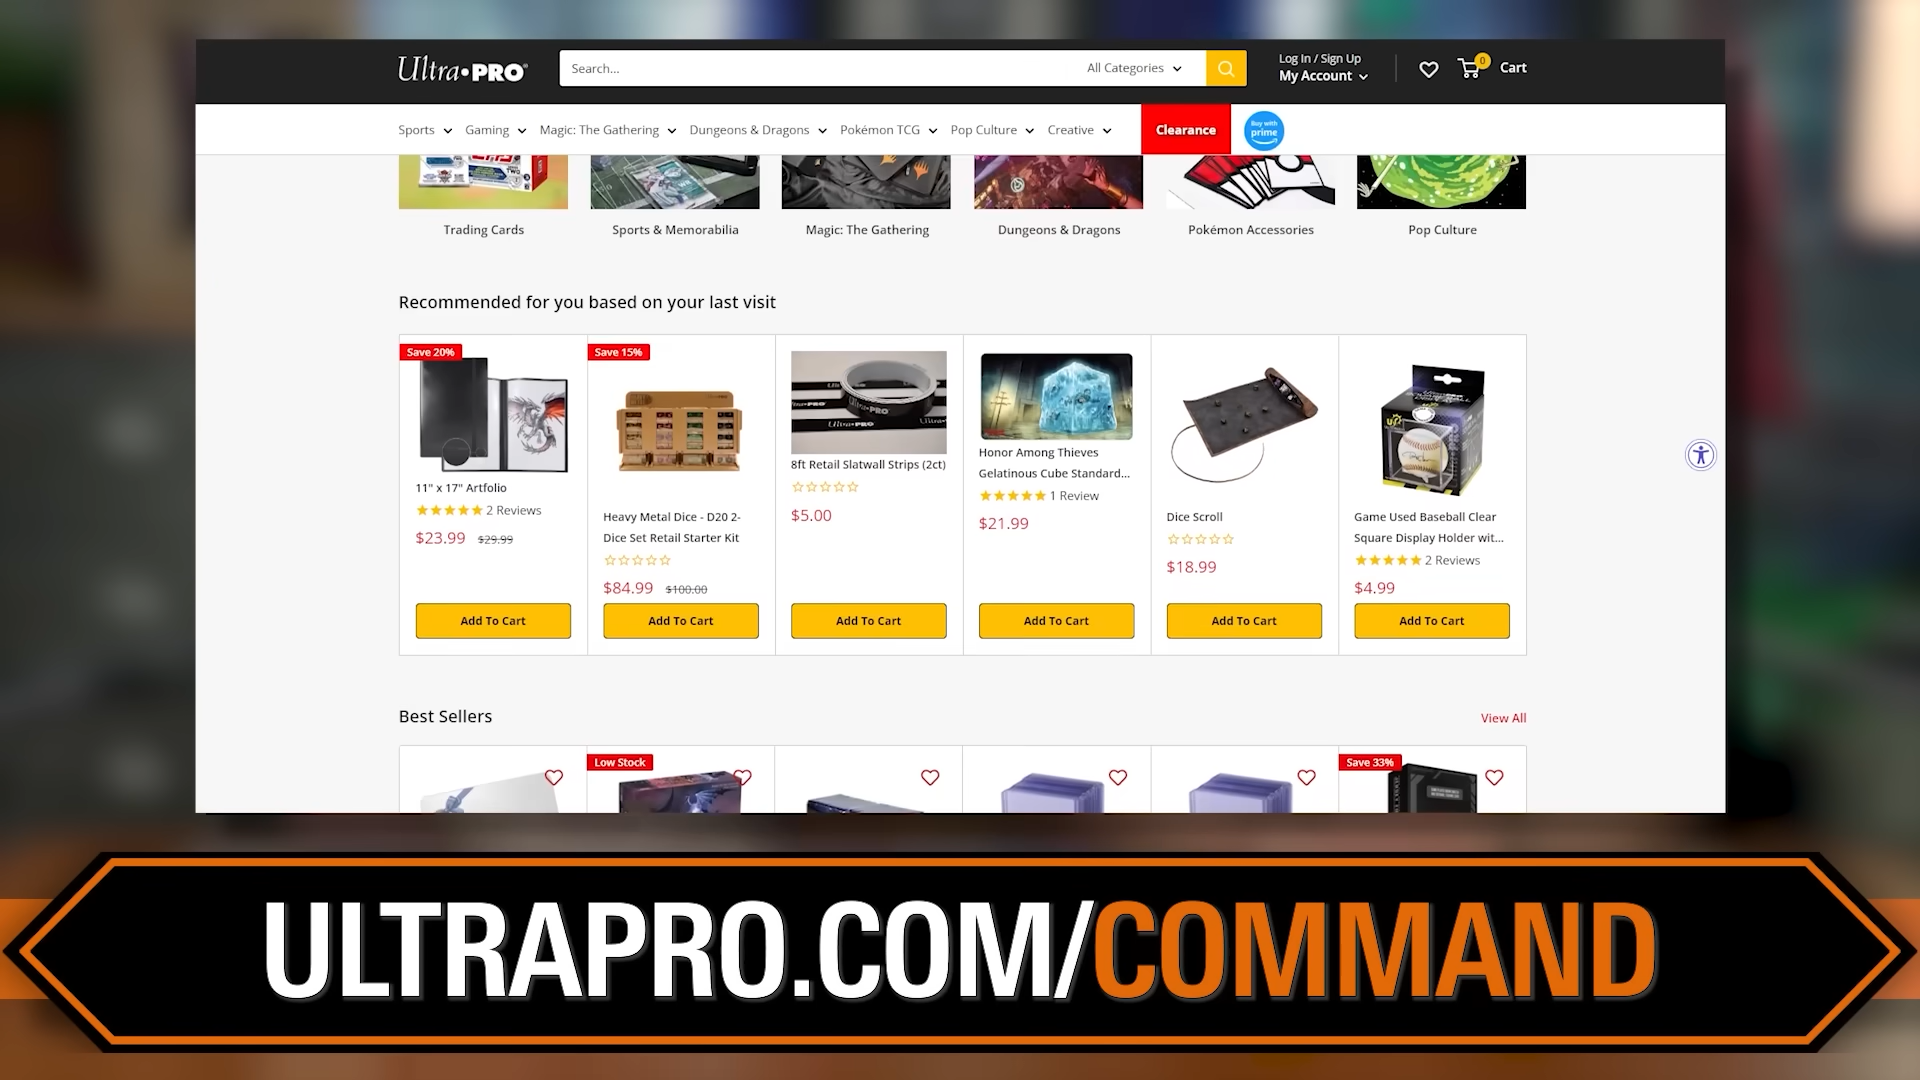 Ultra•PRO
Search...
All Categories
Log In / Sign Up
My Account
0
Cart
Sports
Gaming
Magic: The Gathering
Dungeons & Dragons
Pokémon TCG
Pop Culture
Creative
Clearance
Buy with
prime
Trading Cards
Sports & Memorabilia
Magic: The Gathering
Dungeons & Dragons
Pokémon Accessories
Pop Culture
Recommended for you based on your last visit
Save 20%
11" x 17" Artfolio
2 Reviews
$23.99 $29.99
Add To Cart
Save 15%
Heavy Metal Dice - D20 2-
Dice Set Retail Starter Kit
$84.99 $100.00
Add To Cart
Ultra•PRO
8ft Retail Slatwall Strips (2ct)
$5.00
Add To Cart
Honor Among Thieves
Gelatinous Cube Standard...
1 Review
$21.99
Add To Cart
Dice Scroll
$18.99
Add To Cart
Game Used Baseball Clear
Square Display Holder wit...
2 Reviews
$4.99
Add To Cart
Best Sellers
View All
Low Stock
Save 33%
ULTRAPRO.COM/COMMAND